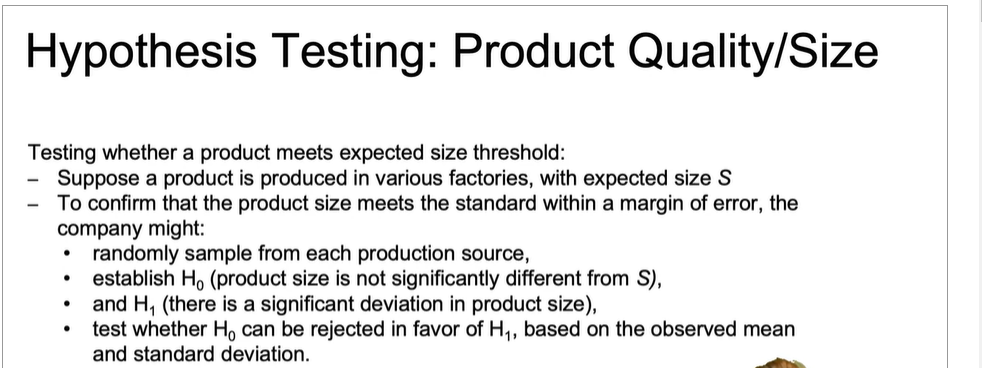 Hypothesis Testing: Product Quality/Size
Testing whether a product meets expected size threshold:
– Suppose a product is produced in various factories, with expected size S
– To confirm that the product size meets the standard within a margin of error, the
company might:
• randomly sample from each production source,
• establish H₀ (product size is not significantly different from S),
• and H₁ (there is a significant deviation in product size),
• test whether H₀ can be rejected in favor of H₁, based on the observed mean
and standard deviation.